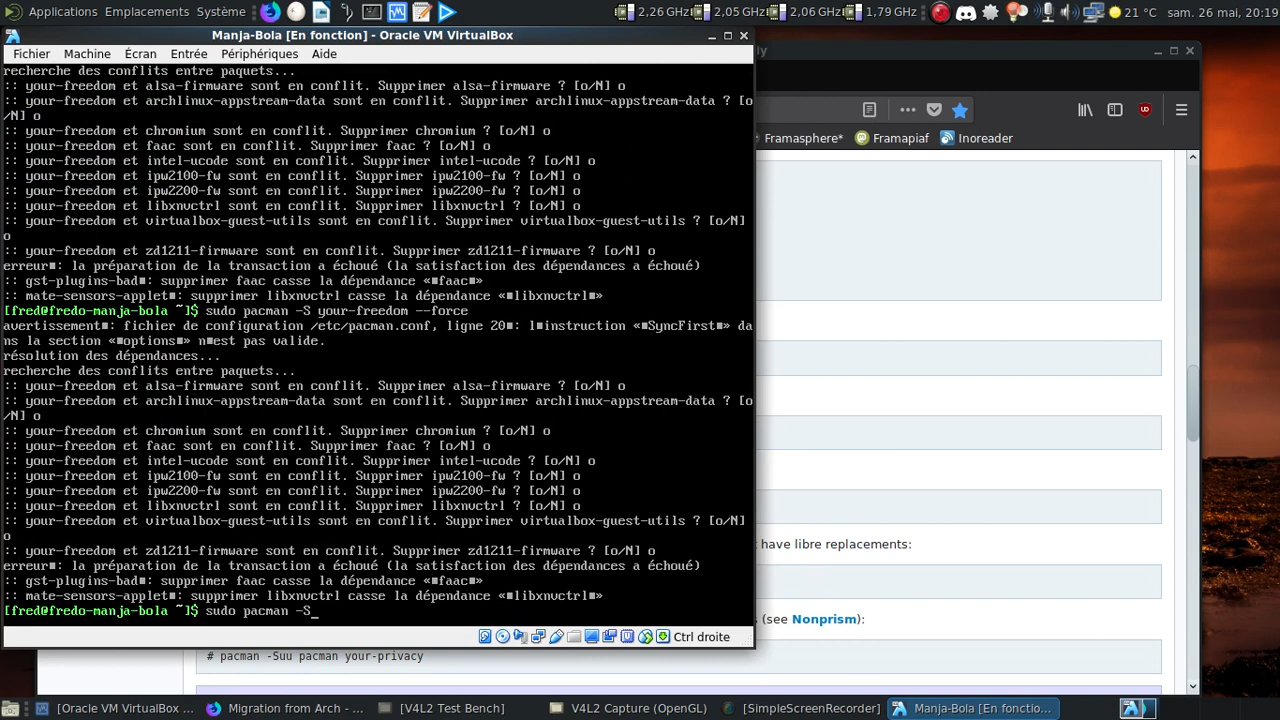 Applications Emplacements Système 2,26 GHz 2,05 GHz 2,06 GHz 1,79 GHz 21 °C sam. 26 mai, 20:19
Manja-Bola [En fonction] - Oracle VM VirtualBox
Fichier Machine Écran Entrée Périphériques Aide
recherche des conflits entre paquets...
:: your-freedom et alsa-firmware sont en conflit. Supprimer alsa-firmware ? [o/N] o
:: your-freedom et archlinux-appstream-data sont en conflit. Supprimer archlinux-appstream-data ? [o
/N] o
:: your-freedom et chromium sont en conflit. Supprimer chromium ? [o/N] o
:: your-freedom et faac sont en conflit. Supprimer faac ? [o/N] o
:: your-freedom et intel-ucode sont en conflit. Supprimer intel-ucode ? [o/N] o
:: your-freedom et ipw2100-fw sont en conflit. Supprimer ipw2100-fw ? [o/N] o
:: your-freedom et ipw2200-fw sont en conflit. Supprimer ipw2200-fw ? [o/N] o
:: your-freedom et libxnvctrl sont en conflit. Supprimer libxnvctrl ? [o/N] o
:: your-freedom et virtualbox-guest-utils sont en conflit. Supprimer virtualbox-guest-utils ? [o/N]
o
:: your-freedom et zd1211-firmware sont en conflit. Supprimer zd1211-firmware ? [o/N] o
erreur■: la préparation de la transaction a échoué (la satisfaction des dépendances a échoué)
:: gst-plugins-bad■: supprimer faac casse la dépendance «■faac■»
:: mate-sensors-applet■: supprimer libxnvctrl casse la dépendance «■libxnvctrl■»
[fred@fredo-manja-bola ~]$ sudo pacman -S your-freedom --force
avertissement■: fichier de configuration /etc/pacman.conf, ligne 20■: l■instruction «■SyncFirst■» da
ns la section «■options■» n■est pas valide.
résolution des dépendances...
recherche des conflits entre paquets...
:: your-freedom et alsa-firmware sont en conflit. Supprimer alsa-firmware ? [o/N] o
:: your-freedom et archlinux-appstream-data sont en conflit. Supprimer archlinux-appstream-data ? [o
/N] o
:: your-freedom et chromium sont en conflit. Supprimer chromium ? [o/N] o
:: your-freedom et faac sont en conflit. Supprimer faac ? [o/N] o
:: your-freedom et intel-ucode sont en conflit. Supprimer intel-ucode ? [o/N] o
:: your-freedom et ipw2100-fw sont en conflit. Supprimer ipw2100-fw ? [o/N] o
:: your-freedom et ipw2200-fw sont en conflit. Supprimer ipw2200-fw ? [o/N] o
:: your-freedom et libxnvctrl sont en conflit. Supprimer libxnvctrl ? [o/N] o
:: your-freedom et virtualbox-guest-utils sont en conflit. Supprimer virtualbox-guest-utils ? [o/N]
o
:: your-freedom et zd1211-firmware sont en conflit. Supprimer zd1211-firmware ? [o/N] o
erreur■: la préparation de la transaction a échoué (la satisfaction des dépendances a échoué)
:: gst-plugins-bad■: supprimer faac casse la dépendance «■faac■»
:: mate-sensors-applet■: supprimer libxnvctrl casse la dépendance «■libxnvctrl■»
[fred@fredo-manja-bola ~]$ sudo pacman -S_
Ctrl droite
ly
Framasphere* Framapiaf Inoreader
t have libre replacements:
s (see Nonprism):
# pacman -Suu pacman your-privacy
[Oracle VM VirtualBox ... Migration from Arch - ... [V4L2 Test Bench] V4L2 Capture (OpenGL) [SimpleScreenRecorder] Manja-Bola [En fonctio...